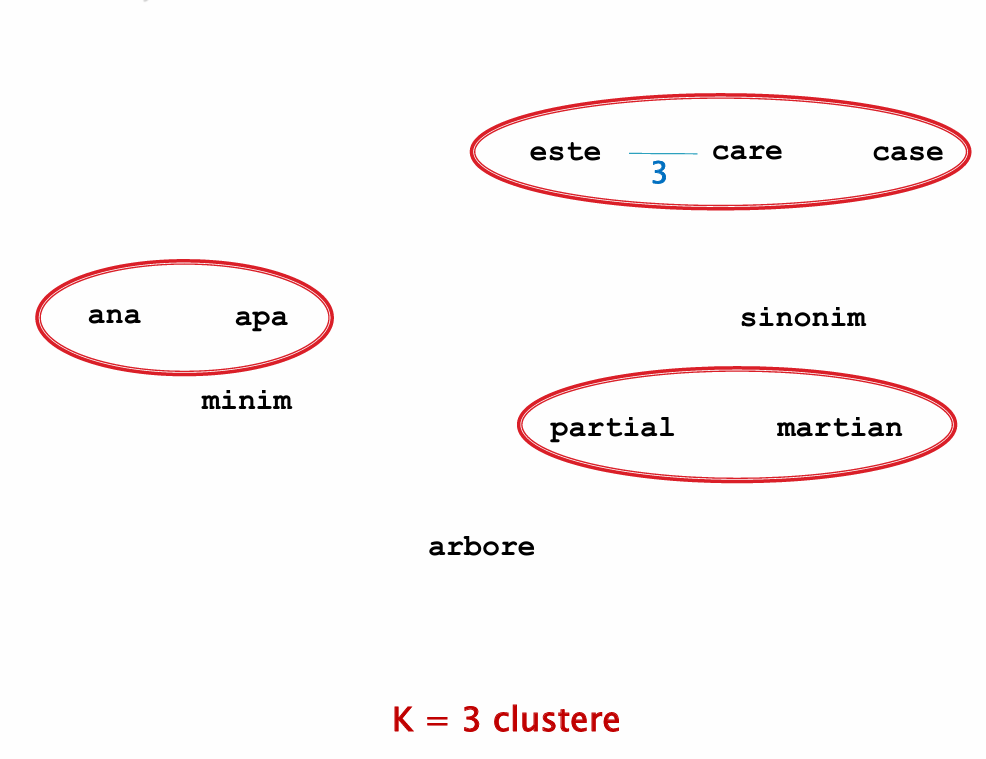 este care case
3
ana apa
sinonim
minim
partial martian
arbore
K = 3 clustere